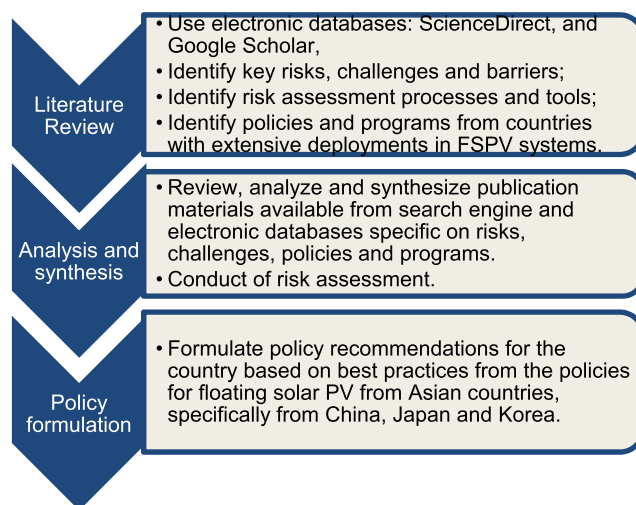 Literature
Review
• Use electronic databases: ScienceDirect, and
Google Scholar,
• Identify key risks, challenges and barriers;
• Identify risk assessment processes and tools;
• Identify policies and programs from countries
with extensive deployments in FSPV systems.
Analysis and
synthesis
• Review, analyze and synthesize publication
materials available from search engine and
electronic databases specific on risks,
challenges, policies and programs.
• Conduct of risk assessment.
Policy
formulation
• Formulate policy recommendations for the
country based on best practices from the policies
for floating solar PV from Asian countries,
specifically from China, Japan and Korea.